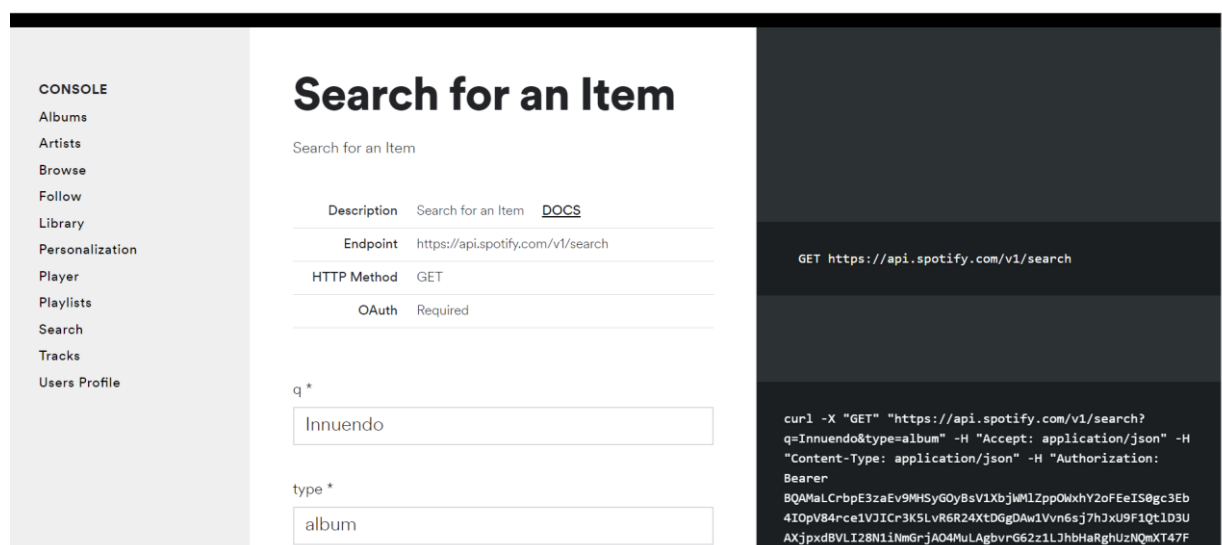 CONSOLE
Albums
Artists
Browse
Follow
Library
Personalization
Player
Playlists
Search
Tracks
Users Profile
Search for an Item
Search for an Item
Description Search for an Item DOCS
Endpoint https://api.spotify.com/v1/search
HTTP Method GET
OAuth Required
q *
Innuendo
type *
album
GET https://api.spotify.com/v1/search
curl -X "GET" "https://api.spotify.com/v1/search?
q=Innuendo&type=album" -H "Accept: application/json" -H
"Content-Type: application/json" -H "Authorization:
Bearer